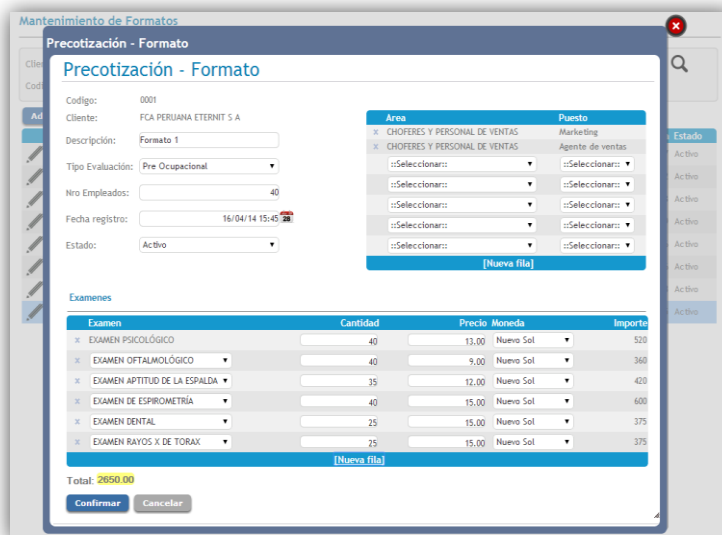 Mantenimiento de Formatos
Precotización - Formato
Precotización - Formato
Codigo: 0001
Cliente: FCA PERUANA ETERNIT S A
Descripción: Formato 1
Tipo Evaluación: Pre Ocupacional
Nro Empleados: 40
Fecha registro: 16/04/14 15:45 28
Estado: Activo
Area Puesto
x CHOFERES Y PERSONAL DE VENTAS Marketing
x CHOFERES Y PERSONAL DE VENTAS Agente de ventas
::Seleccionar:: ::Seleccionar::
::Seleccionar:: ::Seleccionar::
::Seleccionar:: ::Seleccionar::
::Seleccionar:: ::Seleccionar::
::Seleccionar:: ::Seleccionar::
[Nueva fila]
Estado
Activo
Activo
Activo
Activo
Activo
Activo
Activo
Activo
Examenes
Examen Cantidad Precio Moneda Importe
x EXAMEN PSICOLÓGICO 40 13.00 Nuevo Sol 520
x EXAMEN OFTALMOLÓGICO 40 9.00 Nuevo Sol 360
x EXAMEN APTITUD DE LA ESPALDA 35 12.00 Nuevo Sol 420
x EXAMEN DE ESPIROMETRÍA 40 15.00 Nuevo Sol 600
x EXAMEN DENTAL 25 15.00 Nuevo Sol 375
x EXAMEN RAYOS X DE TORAX 25 15.00 Nuevo Sol 375
[Nueva fila]
Total: 2650.00
Confirmar Cancelar